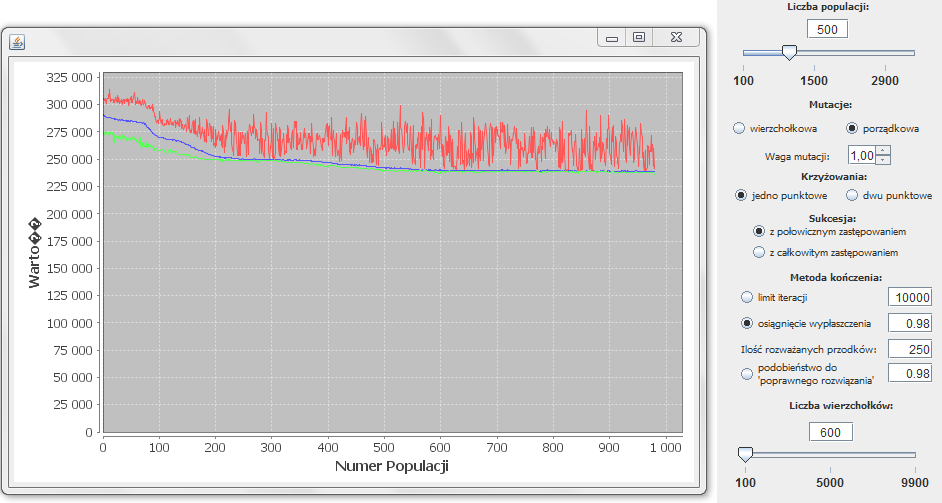 325 000
300 000
275 000
250 000
225 000
200 000
175 000
150 000
125 000
100 000
75 000
50 000
25 000
0
Warto��
0 100 200 300 400 500 600 700 800 900 1 000
Numer Populacji
Liczba populacji:
500
100 1500 2900
Mutacje:
wierzchołkowa porządkowa
Waga mutacji: 1,00
Krzyżowania:
jedno punktowe dwu punktowe
Sukcesja:
z połowicznym zastępowaniem
z całkowitym zastępowaniem
Metoda kończenia:
limit iteracji 10000
osiągnięcie wypłaszczenia 0.98
Ilość rozważanych przodków: 250
podobieństwo do
'poprawnego rozwiązania' 0.98
Liczba wierzchołków:
600
100 5000 9900